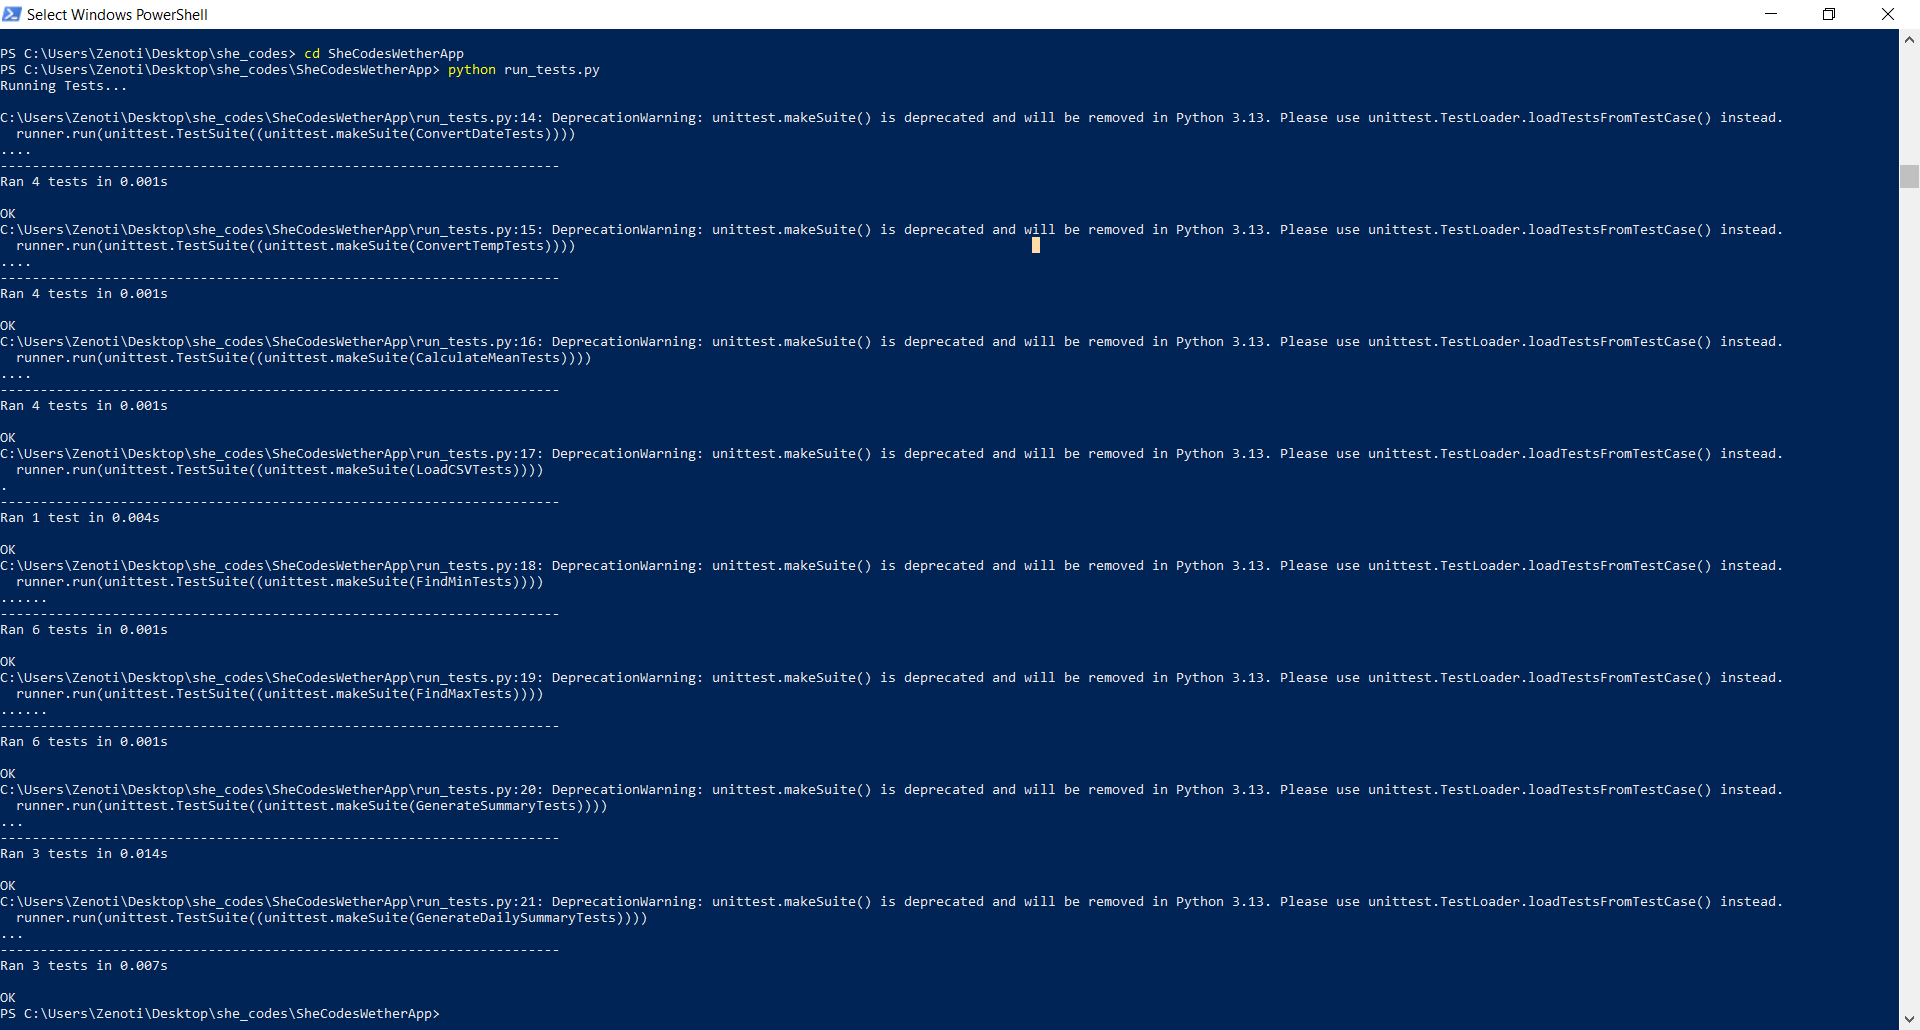 Select Windows PowerShell
PS C:\Users\Zenoti\Desktop\she_codes> cd SheCodesWetherApp
PS C:\Users\Zenoti\Desktop\she_codes\SheCodesWetherApp> python run_tests.py
Running Tests...
C:\Users\Zenoti\Desktop\she_codes\SheCodesWetherApp\run_tests.py:14: DeprecationWarning: unittest.makeSuite() is deprecated and will be removed in Python 3.13. Please use unittest.TestLoader.loadTestsFromTestCase() instead.
  runner.run(unittest.TestSuite((unittest.makeSuite(ConvertDateTests))))
....
----------------------------------------------------------------------
Ran 4 tests in 0.001s
OK
C:\Users\Zenoti\Desktop\she_codes\SheCodesWetherApp\run_tests.py:15: DeprecationWarning: unittest.makeSuite() is deprecated and will be removed in Python 3.13. Please use unittest.TestLoader.loadTestsFromTestCase() instead.
  runner.run(unittest.TestSuite((unittest.makeSuite(ConvertTempTests))))
....
----------------------------------------------------------------------
Ran 4 tests in 0.001s
OK
C:\Users\Zenoti\Desktop\she_codes\SheCodesWetherApp\run_tests.py:16: DeprecationWarning: unittest.makeSuite() is deprecated and will be removed in Python 3.13. Please use unittest.TestLoader.loadTestsFromTestCase() instead.
  runner.run(unittest.TestSuite((unittest.makeSuite(CalculateMeanTests))))
....
----------------------------------------------------------------------
Ran 4 tests in 0.001s
OK
C:\Users\Zenoti\Desktop\she_codes\SheCodesWetherApp\run_tests.py:17: DeprecationWarning: unittest.makeSuite() is deprecated and will be removed in Python 3.13. Please use unittest.TestLoader.loadTestsFromTestCase() instead.
  runner.run(unittest.TestSuite((unittest.makeSuite(LoadCSVTests))))
.
----------------------------------------------------------------------
Ran 1 test in 0.004s
OK
C:\Users\Zenoti\Desktop\she_codes\SheCodesWetherApp\run_tests.py:18: DeprecationWarning: unittest.makeSuite() is deprecated and will be removed in Python 3.13. Please use unittest.TestLoader.loadTestsFromTestCase() instead.
  runner.run(unittest.TestSuite((unittest.makeSuite(FindMinTests))))
......
----------------------------------------------------------------------
Ran 6 tests in 0.001s
OK
C:\Users\Zenoti\Desktop\she_codes\SheCodesWetherApp\run_tests.py:19: DeprecationWarning: unittest.makeSuite() is deprecated and will be removed in Python 3.13. Please use unittest.TestLoader.loadTestsFromTestCase() instead.
  runner.run(unittest.TestSuite((unittest.makeSuite(FindMaxTests))))
......
----------------------------------------------------------------------
Ran 6 tests in 0.001s
OK
C:\Users\Zenoti\Desktop\she_codes\SheCodesWetherApp\run_tests.py:20: DeprecationWarning: unittest.makeSuite() is deprecated and will be removed in Python 3.13. Please use unittest.TestLoader.loadTestsFromTestCase() instead.
  runner.run(unittest.TestSuite((unittest.makeSuite(GenerateSummaryTests))))
...
----------------------------------------------------------------------
Ran 3 tests in 0.014s
OK
C:\Users\Zenoti\Desktop\she_codes\SheCodesWetherApp\run_tests.py:21: DeprecationWarning: unittest.makeSuite() is deprecated and will be removed in Python 3.13. Please use unittest.TestLoader.loadTestsFromTestCase() instead.
  runner.run(unittest.TestSuite((unittest.makeSuite(GenerateDailySummaryTests))))
...
----------------------------------------------------------------------
Ran 3 tests in 0.007s
OK
PS C:\Users\Zenoti\Desktop\she_codes\SheCodesWetherApp>